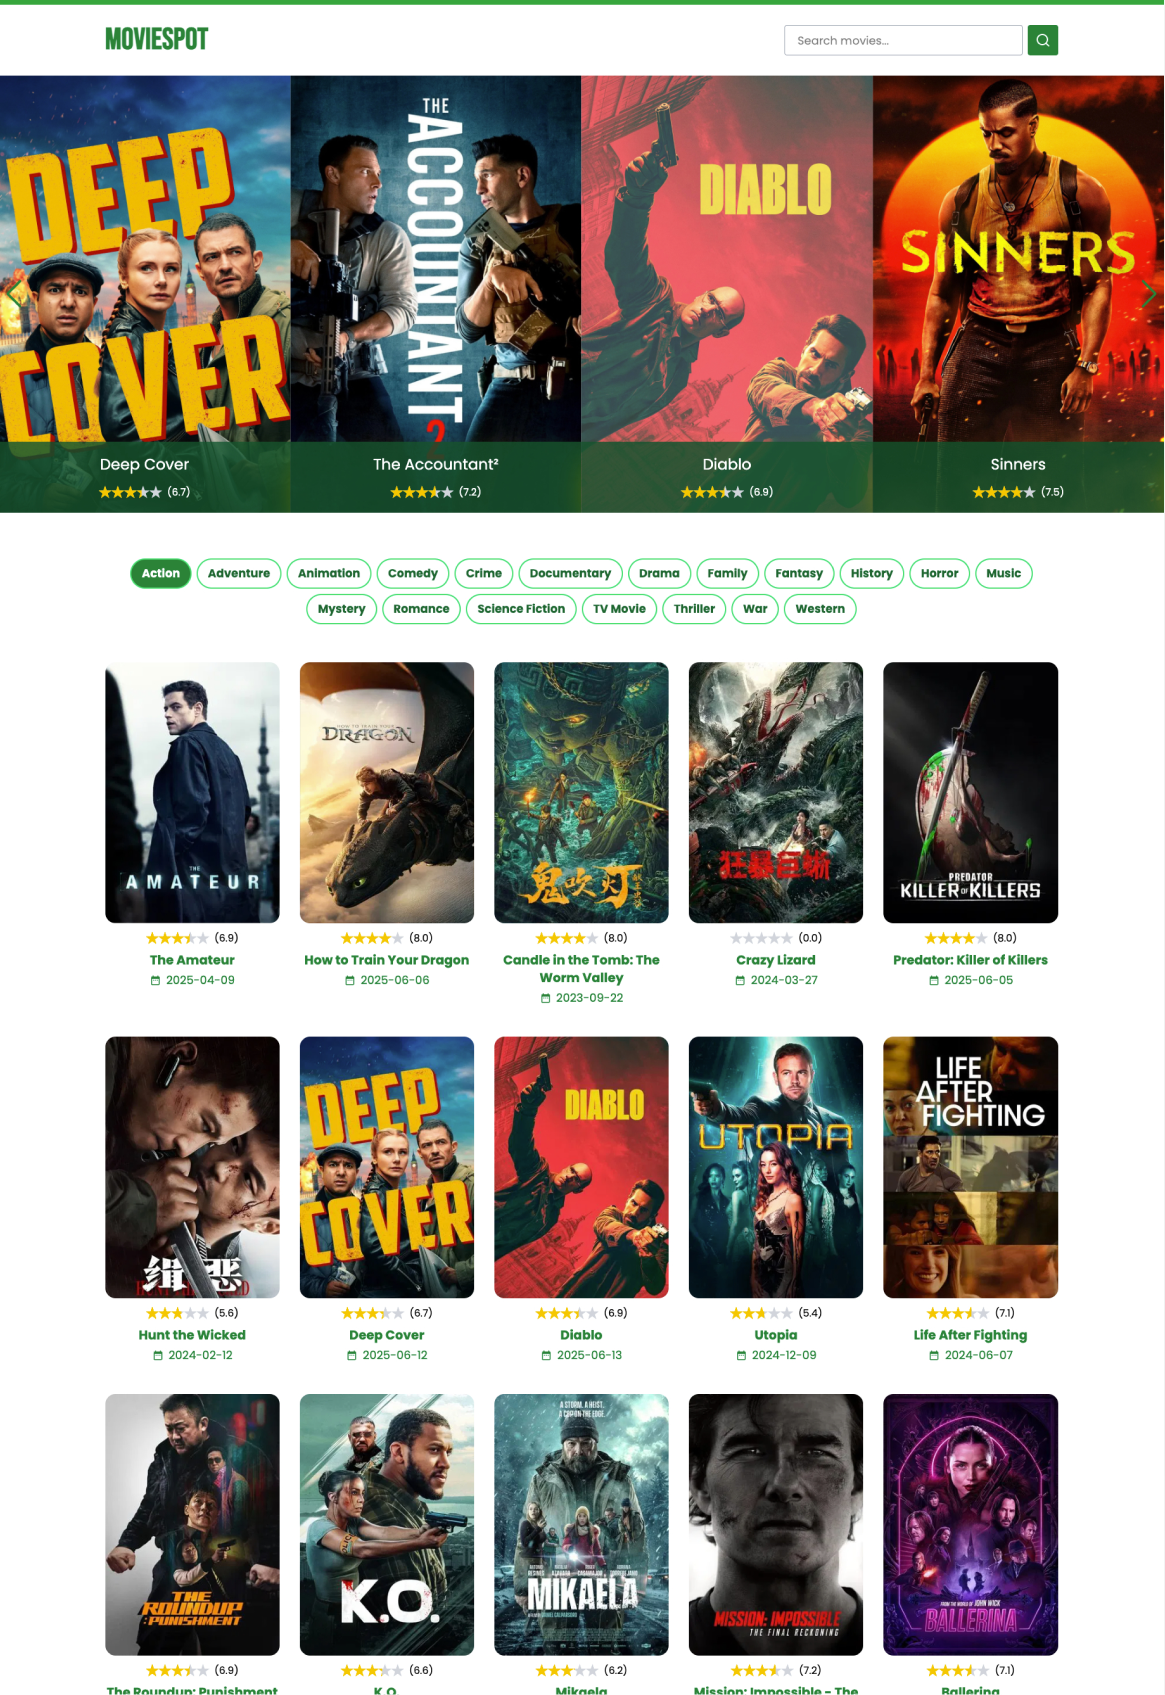 MOVIESPOT
Search movies...
DEEP
COVER
THE
ACCOUNTANT
2
DIABLO
SINNERS
Deep Cover
(6.7)
The Accountant²
(7.2)
Diablo
(6.9)
Sinners
(7.5)
Action Adventure Animation Comedy Crime Documentary Drama Family Fantasy History Horror Music
Mystery Romance Science Fiction TV Movie Thriller War Western
THE
AMATEUR
HOW TO TRAIN YOUR
DRAGON
鬼吹灯
狂暴巨蜥
PREDATOR
KILLER OF KILLERS
(6.9)
The Amateur
2025-04-09
(8.0)
How to Train Your Dragon
2025-06-06
(8.0)
Candle in the Tomb: The
Worm Valley
2023-09-22
(0.0)
Crazy Lizard
2024-03-27
(8.0)
Predator: Killer of Killers
2025-06-05
缉恶
DEEP
COVER
DIABLO
UTOPIA
LIFE
AFTER
FIGHTING
(5.6)
Hunt the Wicked
2024-02-12
(6.7)
Deep Cover
2025-06-12
(6.9)
Diablo
2025-06-13
(5.4)
Utopia
2024-12-09
(7.1)
Life After Fighting
2024-06-07
THE
ROUNDUP
:PUNISHMENT
K.O.
A STORM. A HEIST.
A COP ON THE EDGE.
MIKAELA
MISSION: IMPOSSIBLE
THE FINAL RECKONING
FROM THE WORLD OF JOHN WICK
BALLERINA
(6.9)
The Roundup: Punishment
(6.6)
K.O.
(6.2)
Mikaela
(7.2)
Mission: Impossible - The
(7.1)
Ballerina